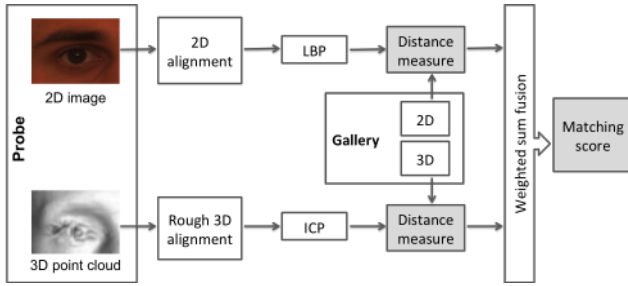 Probe
2D image
2D
alignment
LBP
Distance
measure
Gallery
2D
3D
3D point cloud
Rough 3D
alignment
ICP
Distance
measure
Weighted sum fusion
Matching
score